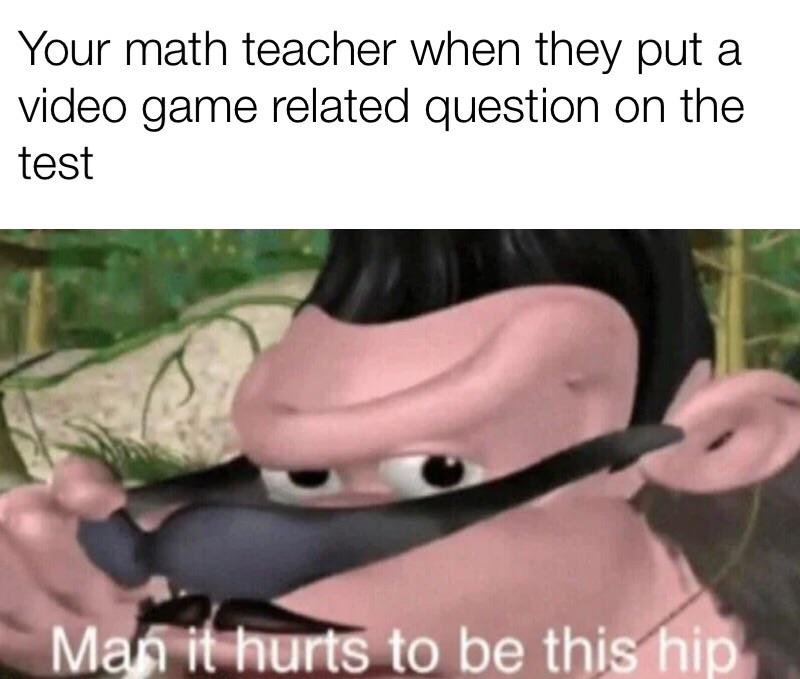 Your math teacher when they put a
video game related question on the
test
Man it hurts to be this hip